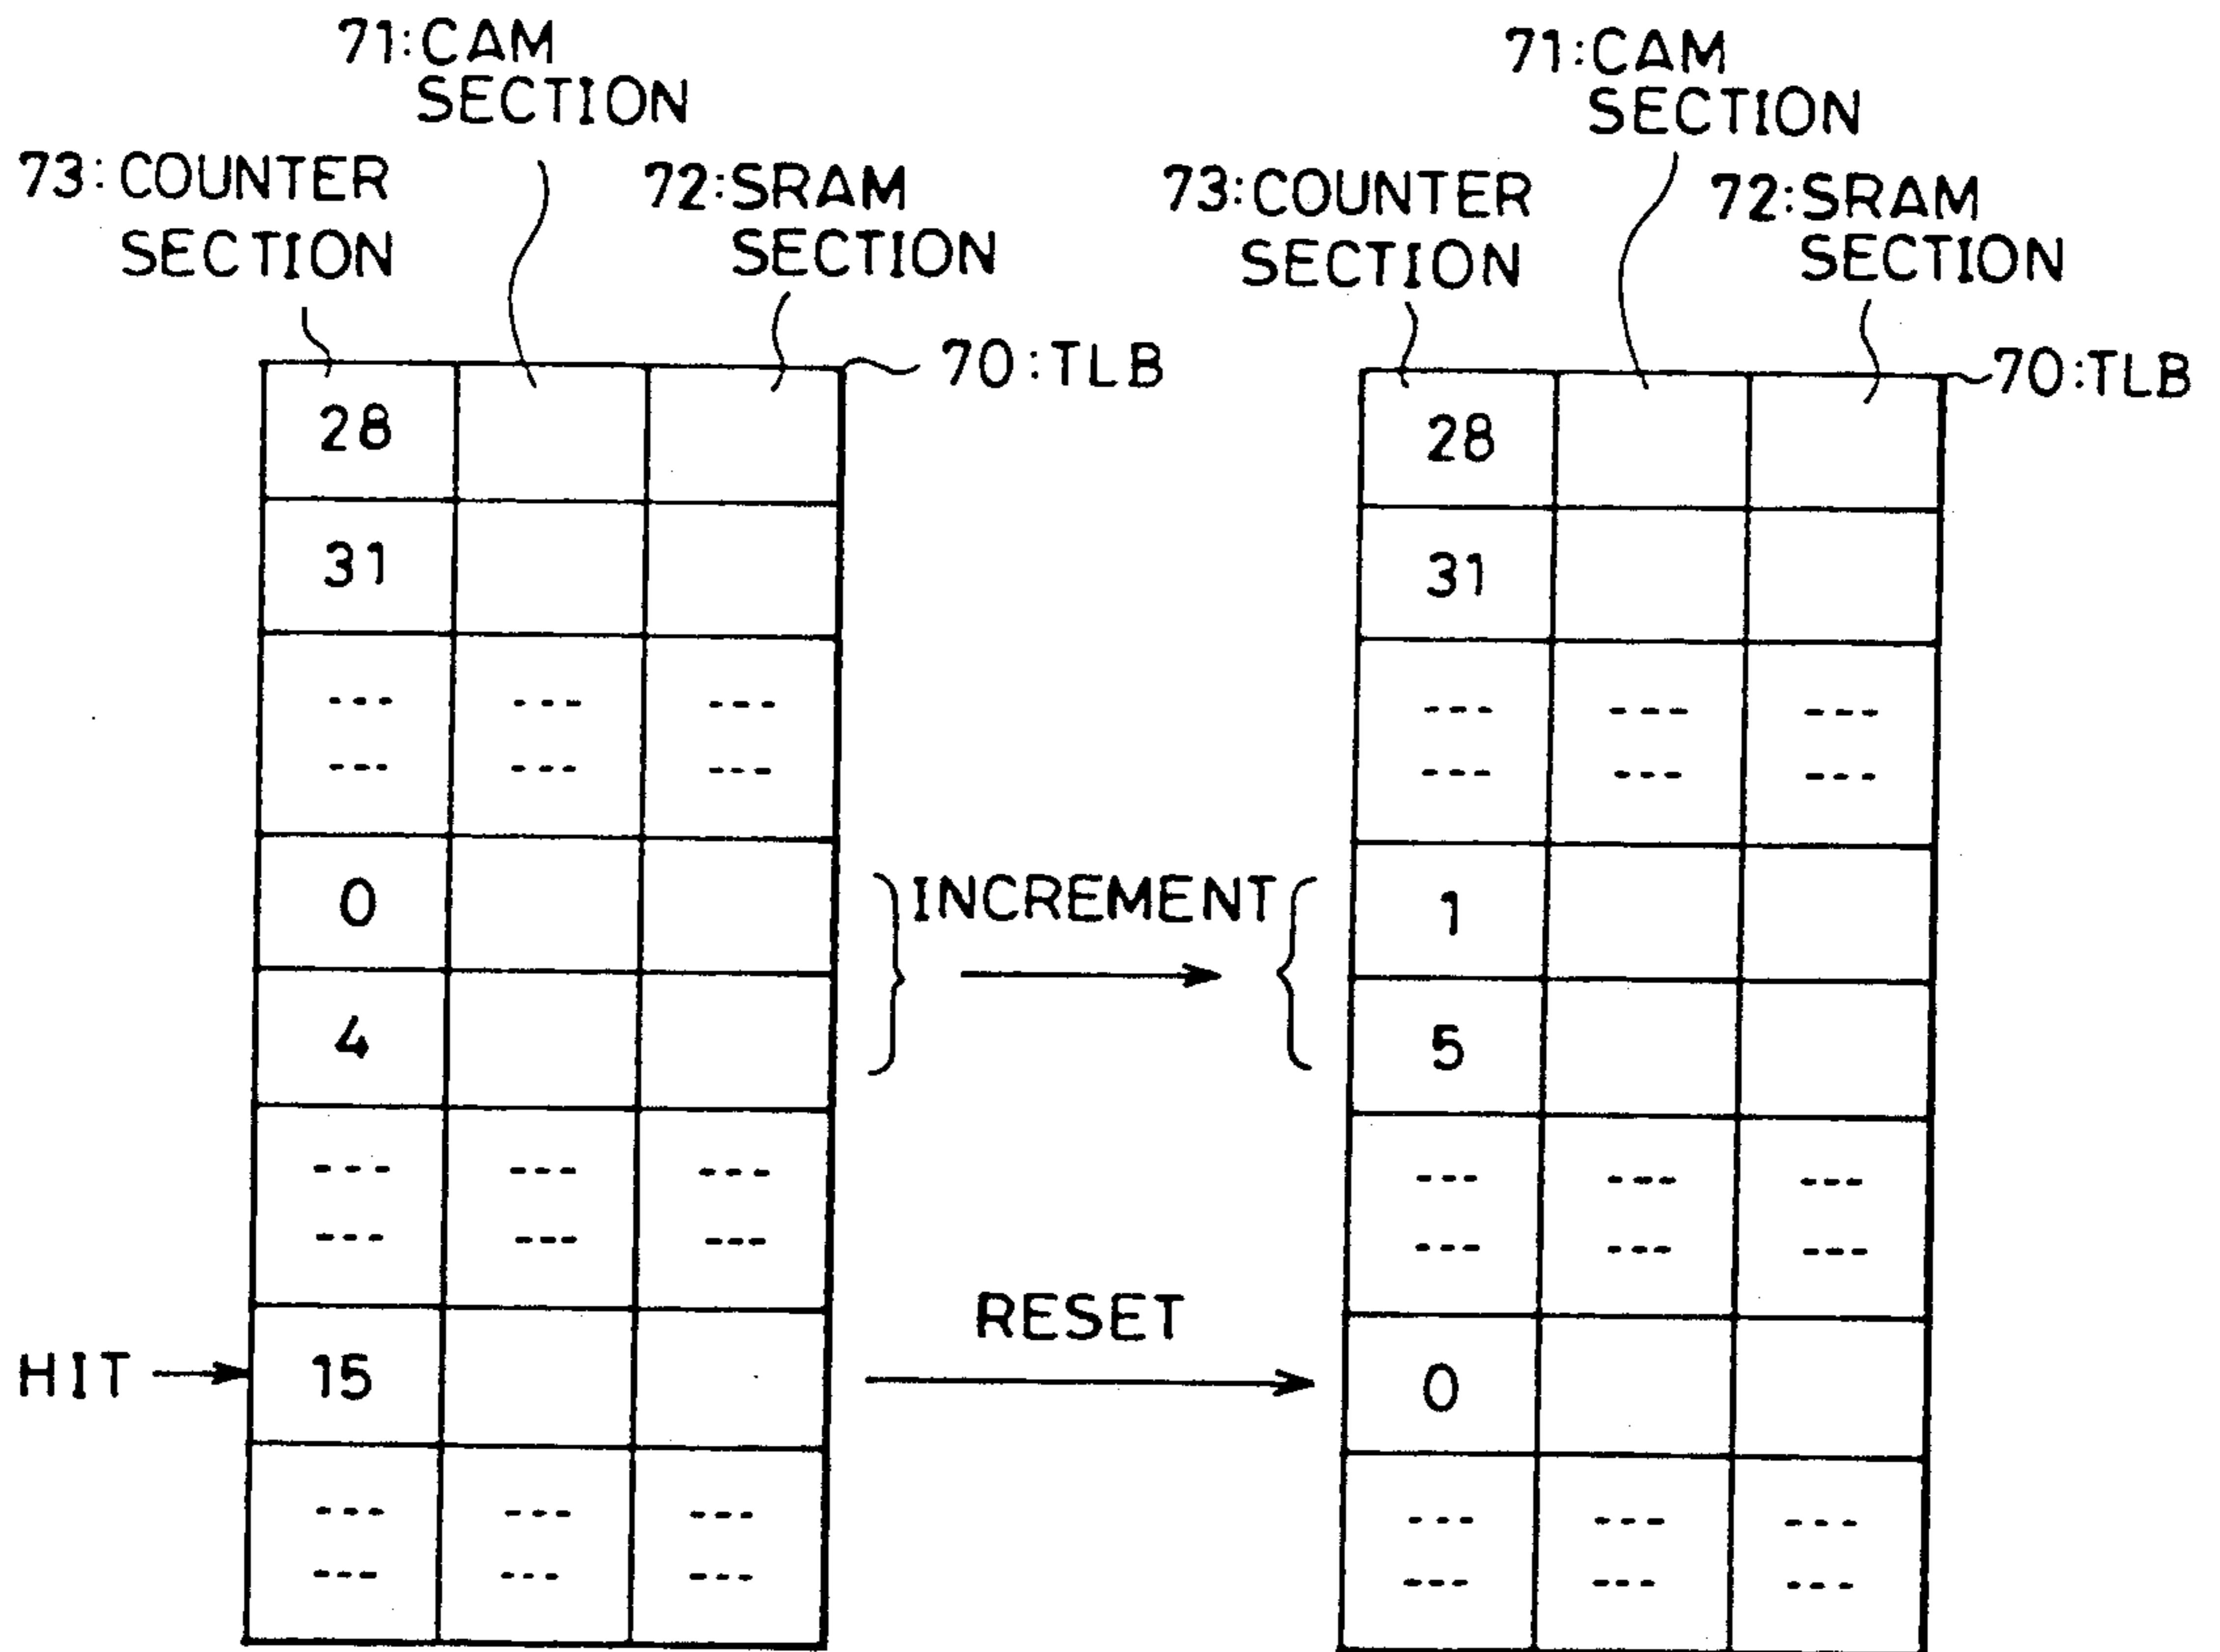 71:CAM
SECTION
73:COUNTER
SECTION
72:SRAM
SECTION
70:TLB
28
31
--- --- ---
--- --- ---
0
4
--- --- ---
--- --- ---
HIT
15
--- --- ---
--- --- ---
INCREMENT
RESET
71:CAM
SECTION
73:COUNTER
SECTION
72:SRAM
SECTION
70:TLB
28
31
--- --- ---
--- --- ---
1
5
--- --- ---
--- --- ---
0
--- --- ---
--- --- ---